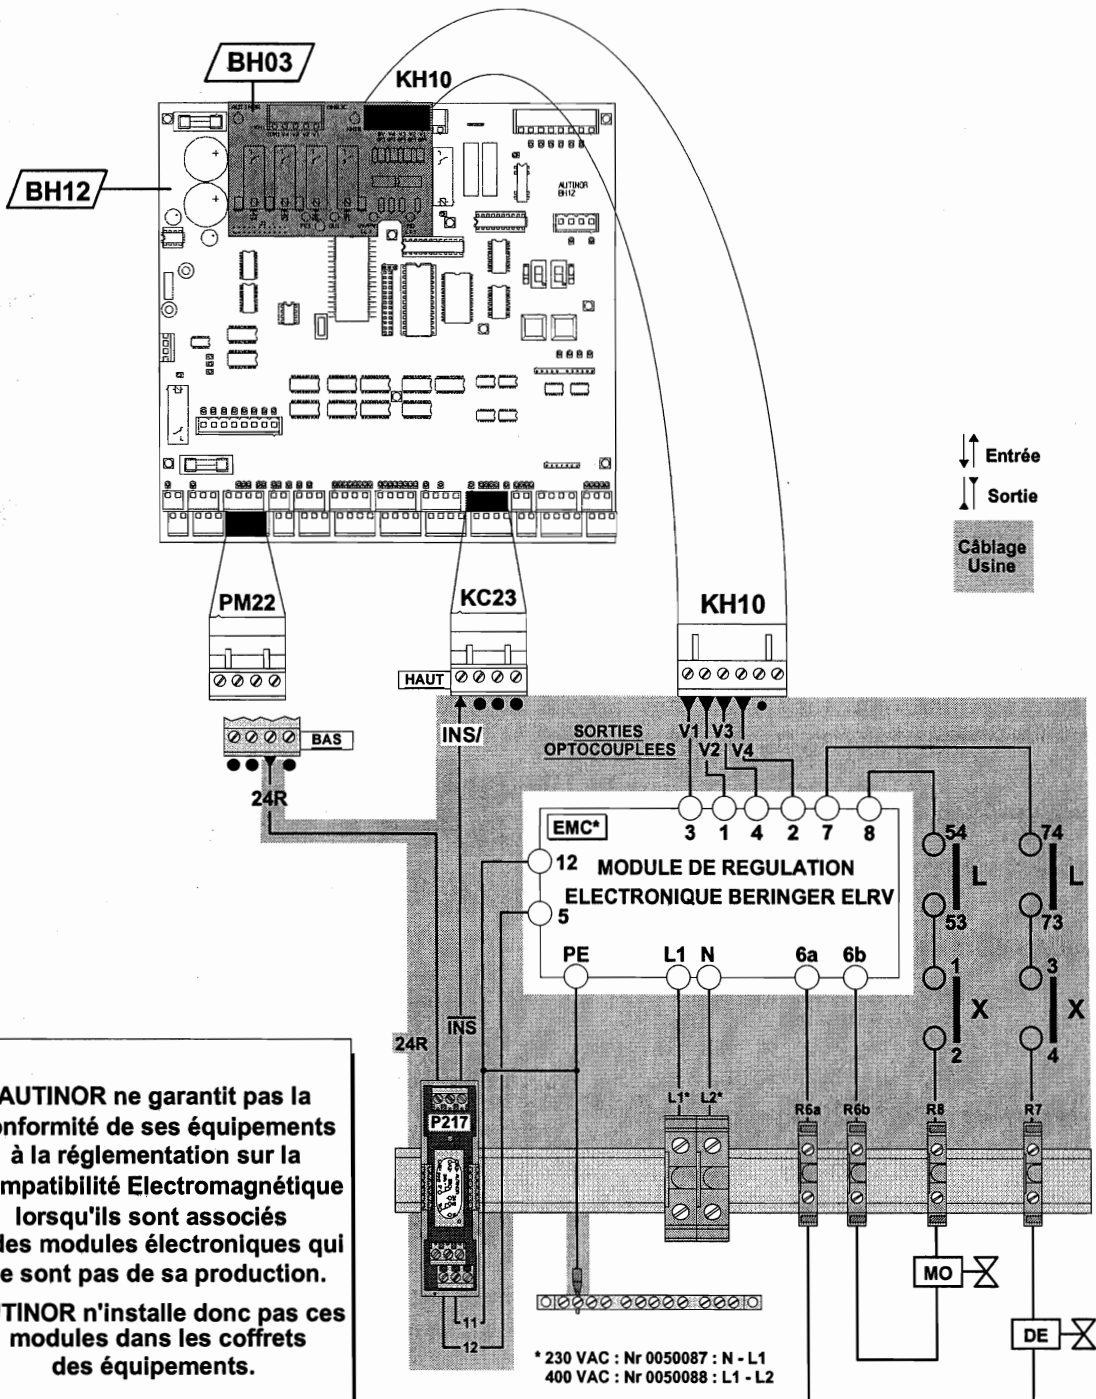 BH03
KH10
BH12
AUTINOR
BH12
Entrée
Sortie
Câblage
Usine
PM22
KC23
KH10
HAUT
BAS
INS/
24R
SORTIES
OPTOCOUPLEES
V1
V2
V3
V4
3
1
4
2
7
8
EMC*
12
MODULE DE REGULATION
ELECTRONIQUE BERINGER ELRV
5
PE
L1
N
6a
6b
54
L
53
74
L
73
1
X
2
3
X
4
24R
INS
L1*
L2*
R6a
R6b
R8
R7
P217
AUTINOR ne garantit pas la
conformité de ses équipements
à la réglementation sur la
compatibilité Electromagnétique
lorsqu'ils sont associés
des modules électroniques qui
ne sont pas de sa production.
AUTINOR n'installe donc pas ces
modules dans les coffrets
des équipements.
11
12
MO
DE
* 230 VAC : Nr 0050087 : N - L1
400 VAC : Nr 0050088 : L1 - L2